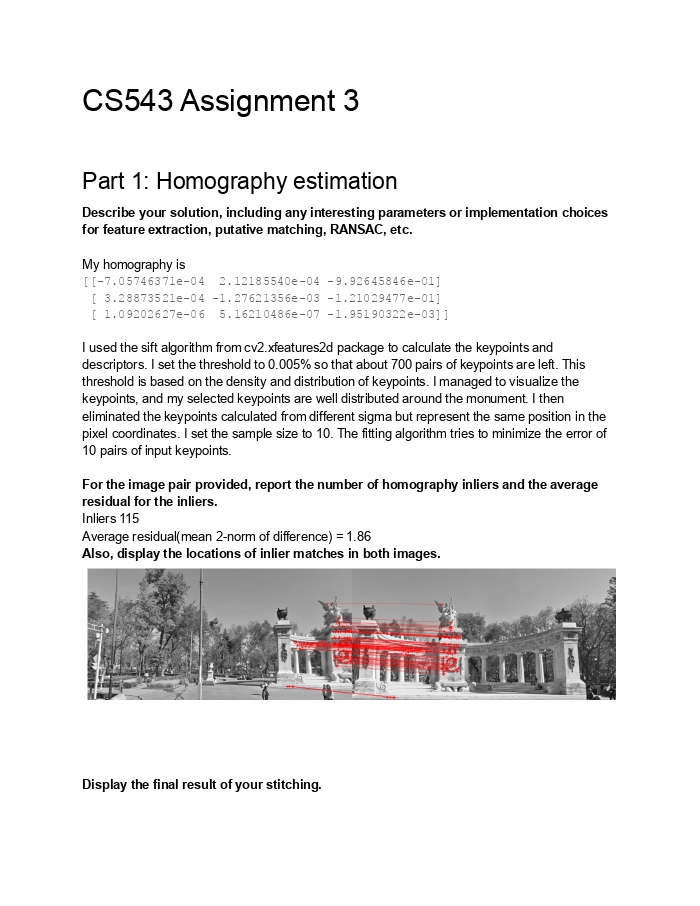 CS543 Assignment 3
Part 1: Homography estimation
Describe your solution, including any interesting parameters or implementation choices
for feature extraction, putative matching, RANSAC, etc.
My homography is
[[-7.05746371e-04  2.12185540e-04 -9.92645846e-01]
 [ 3.28873521e-04 -1.27621356e-03 -1.21029477e-01]
 [ 1.09202627e-06  5.16210486e-07 -1.95190322e-03]]
I used the sift algorithm from cv2.xfeatures2d package to calculate the keypoints and
descriptors. I set the threshold to 0.005% so that about 700 pairs of keypoints are left. This
threshold is based on the density and distribution of keypoints. I managed to visualize the
keypoints, and my selected keypoints are well distributed around the monument. I then
eliminated the keypoints calculated from different sigma but represent the same position in the
pixel coordinates. I set the sample size to 10. The fitting algorithm tries to minimize the error of
10 pairs of input keypoints.
For the image pair provided, report the number of homography inliers and the average
residual for the inliers.
Inliers 115
Average residual(mean 2-norm of difference) = 1.86
Also, display the locations of inlier matches in both images.
Display the final result of your stitching.